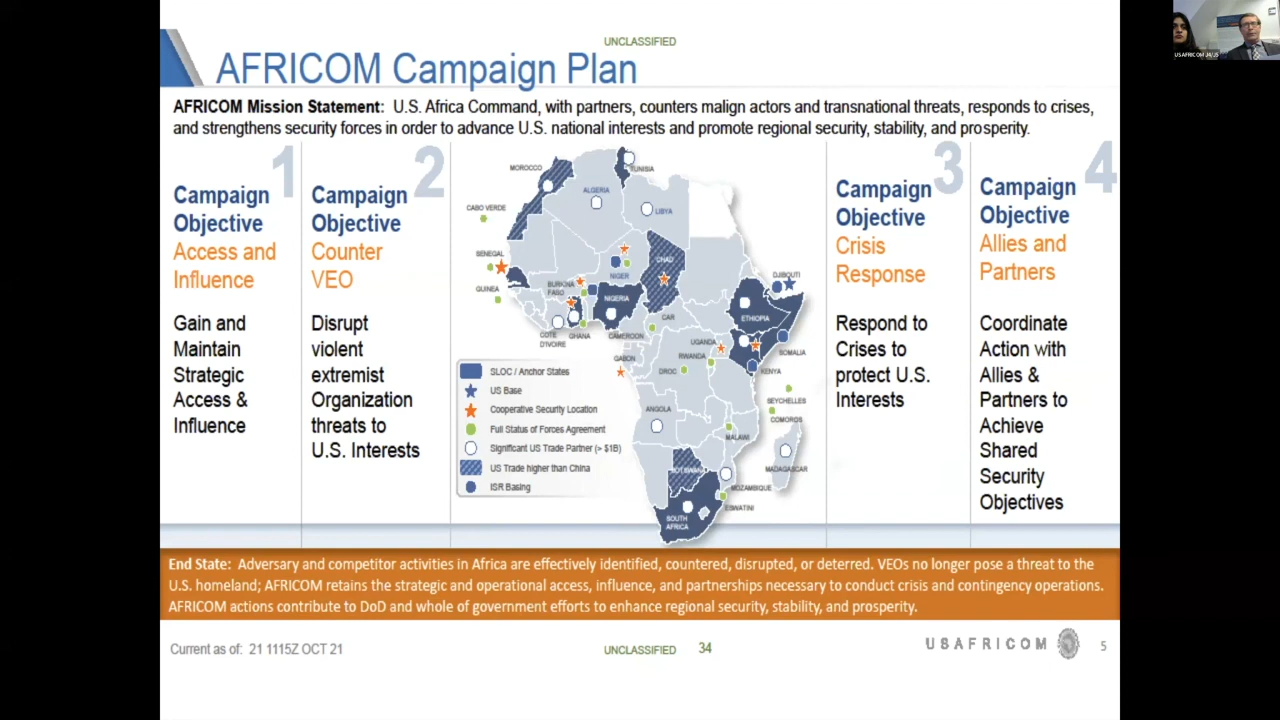 UNCLASSIFIED
AFRICOM Campaign Plan
AFRICOM Mission Statement: U.S. Africa Command, with partners, counters malign actors and transnational threats, responds to crises,
and strengthens security forces in order to advance U.S. national interests and promote regional security, stability, and prosperity.
1
Campaign
Objective
Access and
Influence
Gain and
Maintain
Strategic
Access &
Influence
2
Campaign
Objective
Counter
VEO
Disrupt
violent
extremist
Organization
threats to
U.S. Interests
MOROCCO
TUNISIA
ALGERIA
LIBYA
CABO VERDE
SENEGAL
GUINEA
NIGER
CHAD
BURKINA
FASO
NIGERIA
DJIBOUTI
ETHIOPIA
COTE
D'IVOIRE
GHANA
CAMEROON
CAR
UGANDA
SOMALIA
GABON
RWANDA
DROC
KENYA
SEYCHELLES
COMOROS
ANGOLA
MALAWI
MADAGASCAR
BOTSWANA
MOZAMBIQUE
ESWATINI
SOUTH
AFRICA
SLOC / Anchor States
US Base
Cooperative Security Location
Full Status of Forces Agreement
Significant US Trade Partner (> $1B)
US Trade higher than China
ISR Basing
3
Campaign
Objective
Crisis
Response
Respond to
Crises to
protect U.S.
Interests
4
Campaign
Objective
Allies and
Partners
Coordinate
Action with
Allies &
Partners to
Achieve
Shared
Security
Objectives
End State: Adversary and competitor activities in Africa are effectively identified, countered, disrupted, or deterred. VEOs no longer pose a threat to the
U.S. homeland; AFRICOM retains the strategic and operational access, influence, and partnerships necessary to conduct crisis and contingency operations.
AFRICOM actions contribute to DoD and whole of government efforts to enhance regional security, stability, and prosperity.
Current as of: 21 1115Z OCT 21
UNCLASSIFIED 34
USAFRICOM
5
USAFRICOM J4/J5